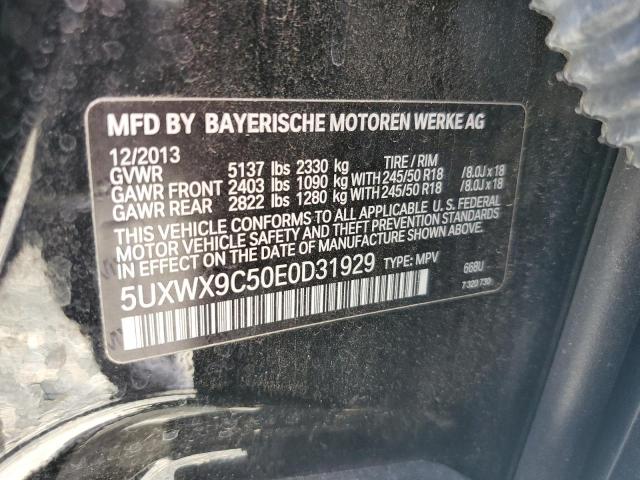 MFD BY BAYERISCHE MOTOREN WERKE AG
12/2013 TIRE / RIM
GVWR 5137 lbs 2330 kg
GAWR FRONT 2403 lbs 1090 kg WITH 245/50 R18 /8.0J x 18
GAWR REAR 2822 lbs 1280 kg WITH 245/50 R18 /8.0J x 18
THIS VEHICLE CONFORMS TO ALL APPLICABLE U.S. FEDERAL
MOTOR VEHICLE SAFETY AND THEFT PREVENTION STANDARDS
IN EFFECT ON THE DATE OF MANUFACTURE SHOWN ABOVE.
5UXWX9C50E0D31929 TYPE: MPV 668U
7 320 730